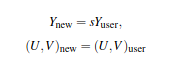 Y_new = sY_user,
(U,V)_new = (U,V)_user